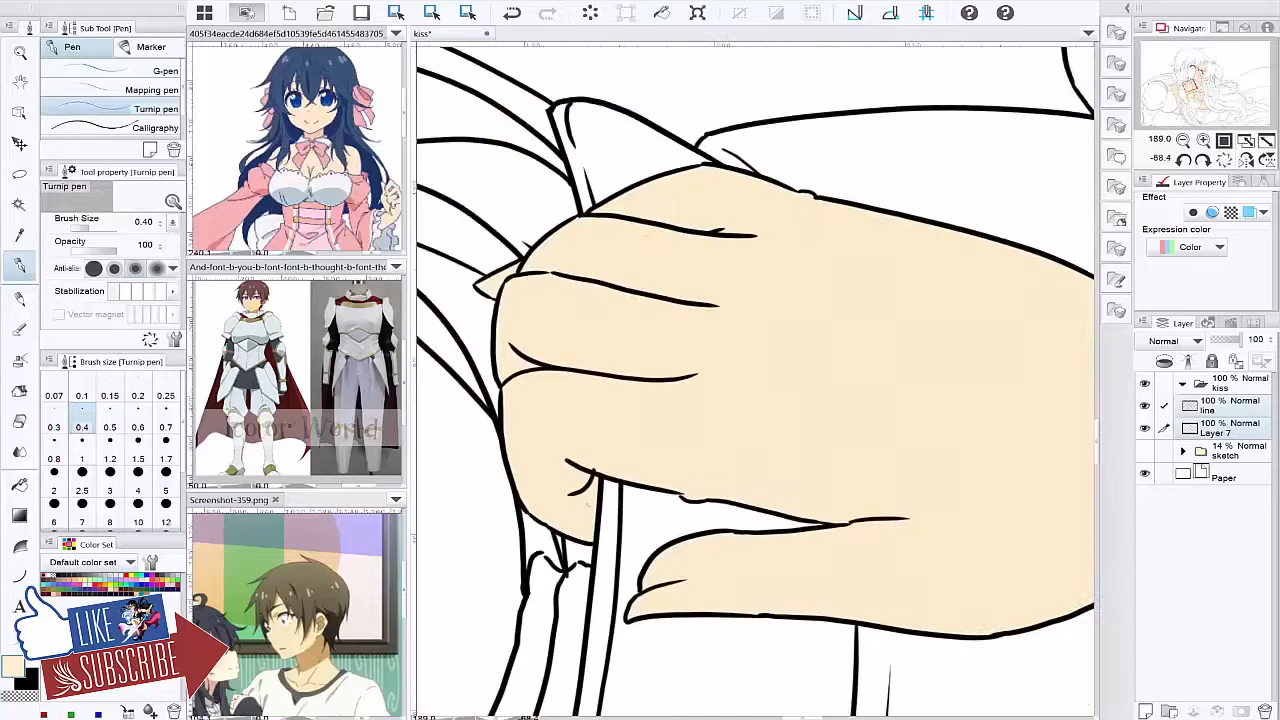 Sub Tool [Pen]
Pen
Marker
G-pen
Mapping pen
Turnip pen
Calligraphy
Tool property [Turnip pen]
Turnip pen
Brush Size
0.40
Opacity
100
Anti-alias
Stabilization
Vector magnet
Brush size [Turnip pen]
0.07 0.1 0.15 0.2 0.25
0.3 0.4 0.5 0.6 0.7
0.8 1 1.2 1.5 1.7
2 2.5 3 4 5
6 7 8 10 12
Color Set
Default color set
LIKE
SUBSCRIBE
405f34eacde24d684ef5d10539fe5d461455483705
And-font-b-you-b-font-font-b-thought-b-font-the
color World
Screenshot-359.png
kiss*
Navigator
189.0
-68.4
Layer Property
Effect
Expression color
Color
Layer
Normal
100
100 % Normal
kiss
100 % Normal
line
100 % Normal
Layer 7
14 % Normal
sketch
Paper
189.0
-68.4